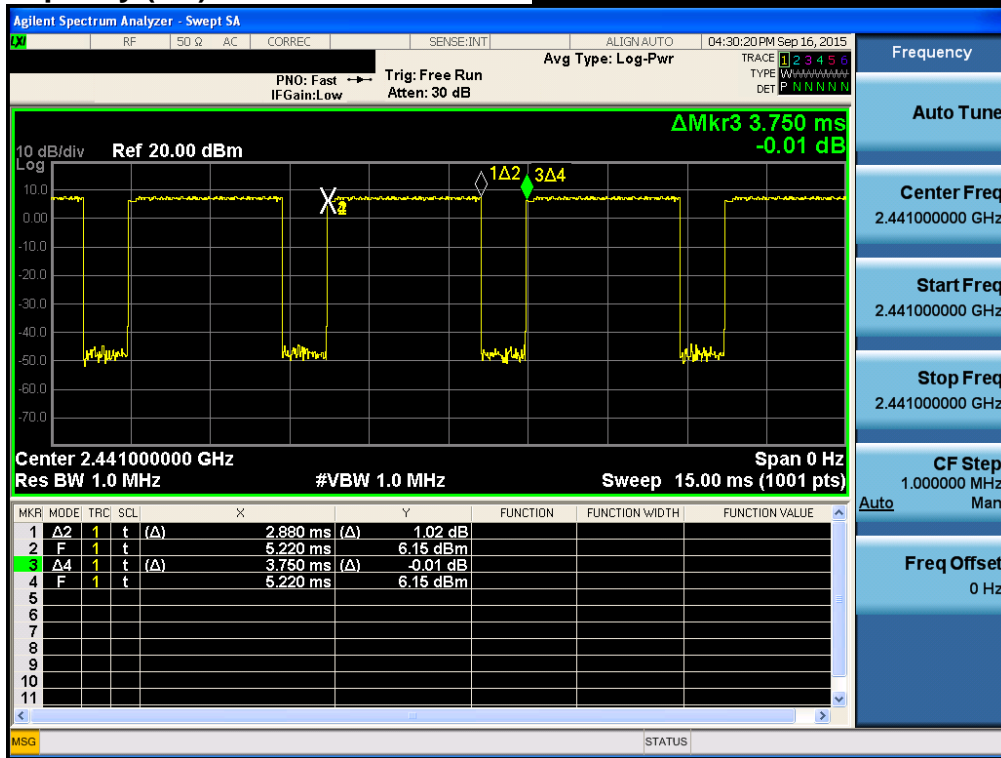 Agilent Spectrum Analyzer - Swept SA
LXI RF 50 Ω AC CORREC SENSE:INT ALIGN AUTO 04:30:20 PM Sep 16, 2015
Avg Type: Log-Pwr TRACE 1 2 3 4 5 6
PNO: Fast Trig: Free Run TYPE W
IFGain:Low Atten: 30 dB DET P N N N N N
ΔMkr3 3.750 ms
-0.01 dB
10 dB/div Ref 20.00 dBm
Log
1Δ2 3Δ4
10.0
0.00
-10.0
-20.0
-30.0
-40.0
-50.0
-60.0
-70.0
Center 2.441000000 GHz Span 0 Hz
Res BW 1.0 MHz #VBW 1.0 MHz Sweep 15.00 ms (1001 pts)
MKR MODE TRC SCL X Y FUNCTION FUNCTION WIDTH FUNCTION VALUE
1 Δ2 1 t (Δ) 2.880 ms (Δ) 1.02 dB
2 F 1 t 5.220 ms 6.15 dBm
3 Δ4 1 t (Δ) 3.750 ms (Δ) -0.01 dB
4 F 1 t 5.220 ms 6.15 dBm
5
6
7
8
9
10
11
MSG STATUS
Frequency
Auto Tune
Center Freq
2.441000000 GHz
Start Freq
2.441000000 GHz
Stop Freq
2.441000000 GHz
CF Step
1.000000 MHz
Auto Man
Freq Offset
0 Hz